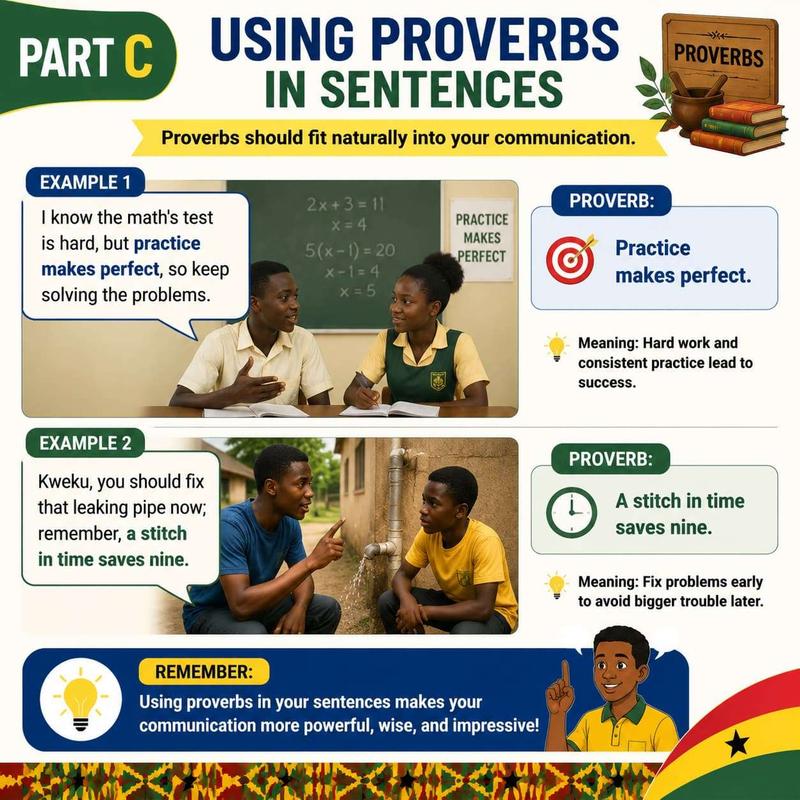 PART C
USING PROVERBS
IN SENTENCES
PROVERBS
Proverbs should fit naturally into your communication.
EXAMPLE 1
I know the math's test
is hard, but practice
makes perfect, so keep
solving the problems.
2x+3 = 11
x = 4
5(x−1) = 20
x−1 = 4
x = 5
PRACTICE
MAKES
PERFECT
PROVERB:
Practice
makes perfect.
Meaning: Hard work and
consistent practice lead to
success.
EXAMPLE 2
Kweku, you should fix
that leaking pipe now;
remember, a stitch
in time saves nine.
PROVERB:
A stitch in time
saves nine.
Meaning: Fix problems early
to avoid bigger trouble later.
REMEMBER:
Using proverbs in your sentences makes your
communication more powerful, wise, and impressive!